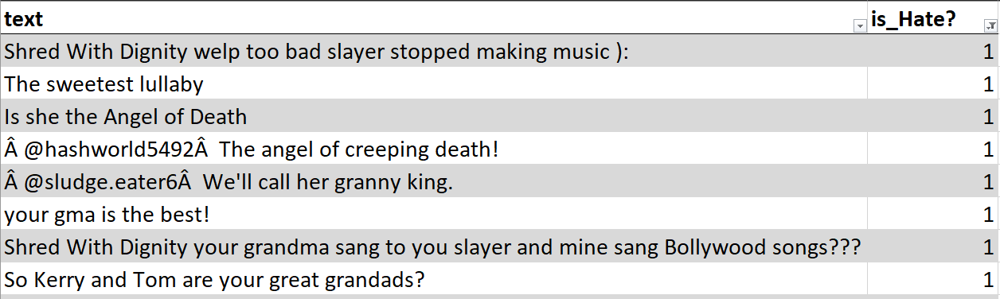 text is_Hate?
Shred With Dignity welp too bad slayer stopped making music ): 1
The sweetest lullaby 1
Is she the Angel of Death 1
Â @hashworld5492Â  The angel of creeping death! 1
Â @sludge.eater6Â  We'll call her granny king. 1
your gma is the best! 1
Shred With Dignity your grandma sang to you slayer and mine sang Bollywood songs??? 1
So Kerry and Tom are your great grandads? 1